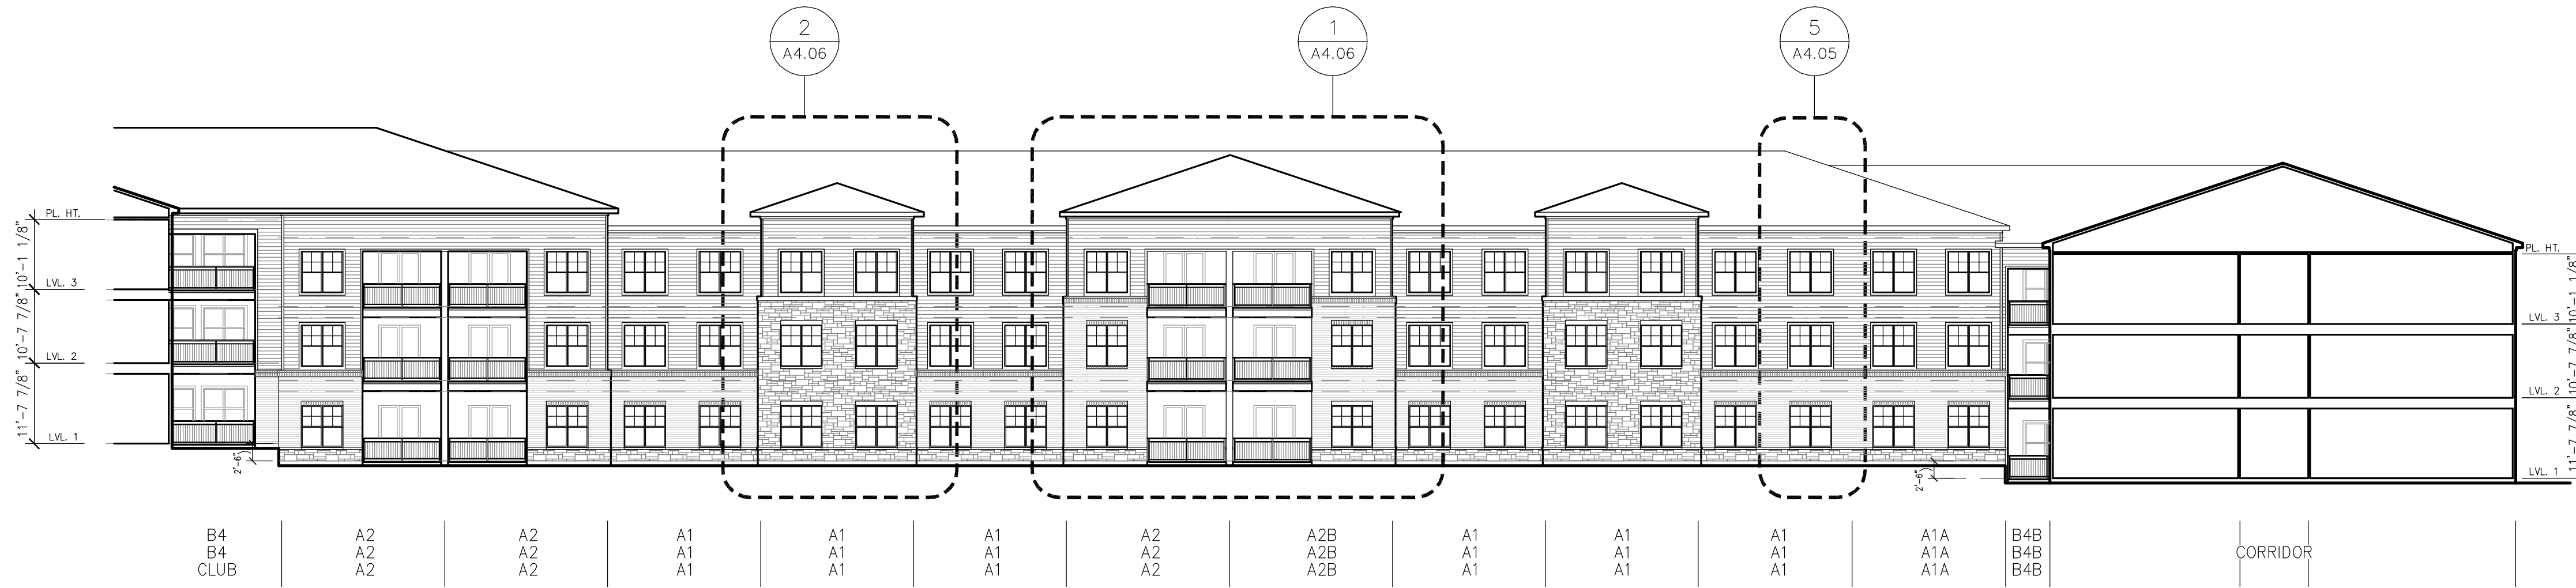 2
A4.06
1
A4.06
5
A4.05
PL. HT.
10'-1 1/8"
LVL. 3
10'-7 7/8"
LVL. 2
11'-7 7/8"
LVL. 1
2'-6"
PL. HT.
10'-1 1/8"
LVL. 3
10'-7 7/8"
LVL. 2
11'-7 7/8"
LVL. 1
2'-6"
B4 A2 A2 A1 A1 A1 A2 A2B A1 A1 A1 A1A B4B
B4 A2 A2 A1 A1 A1 A2 A2B A1 A1 A1 A1A B4B CORRIDOR
CLUB A2 A2 A1 A1 A1 A2 A2B A1 A1 A1 A1A B4B